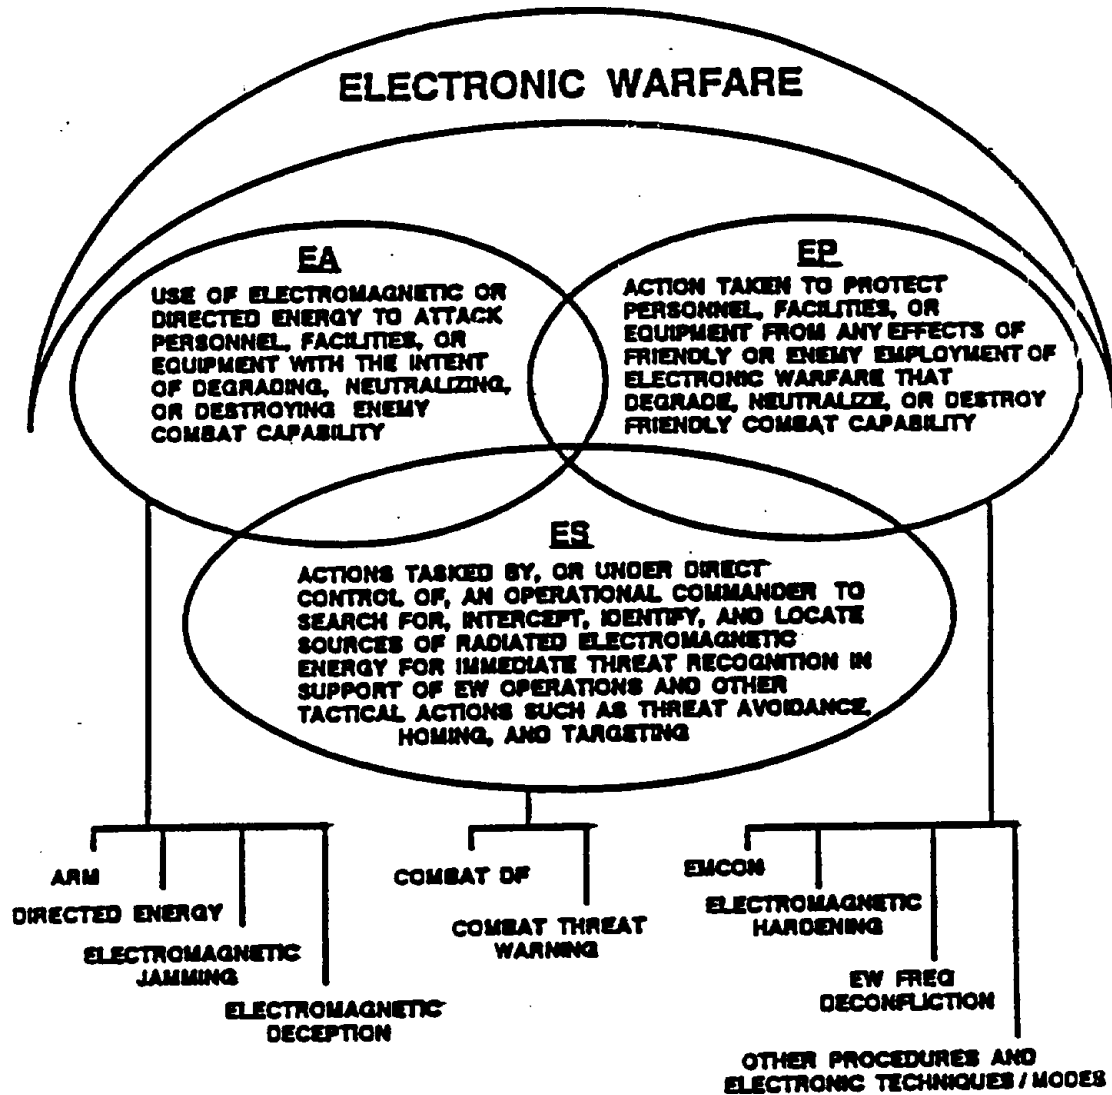 ELECTRONIC WARFARE
EA
USE OF ELECTROMAGNETIC OR
DIRECTED ENERGY TO ATTACK
PERSONNEL, FACILITIES, OR
EQUIPMENT WITH THE INTENT
OF DEGRADING, NEUTRALIZING,
OR DESTROYING ENEMY
COMBAT CAPABILITY
EP
ACTION TAKEN TO PROTECT
PERSONNEL, FACILITIES, OR
EQUIPMENT FROM ANY EFFECTS OF
FRIENDLY OR ENEMY EMPLOYMENT OF
ELECTRONIC WARFARE THAT
DEGRADE, NEUTRALIZE, OR DESTROY
FRIENDLY COMBAT CAPABILITY
ES
ACTIONS TASKED BY, OR UNDER DIRECT
CONTROL OF, AN OPERATIONAL COMMANDER TO
SEARCH FOR, INTERCEPT, IDENTIFY, AND LOCATE
SOURCES OF RADIATED ELECTROMAGNETIC
ENERGY FOR IMMEDIATE THREAT RECOGNITION IN
SUPPORT OF EW OPERATIONS AND OTHER
TACTICAL ACTIONS SUCH AS THREAT AVOIDANCE,
HOMING, AND TARGETING
ARM
DIRECTED ENERGY
ELECTROMAGNETIC
JAMMING
ELECTROMAGNETIC
DECEPTION
COMBAT DF
COMBAT THREAT
WARNING
EMCON
ELECTROMAGNETIC
HARDENING
EW FREQ
DECONFLICTION
OTHER PROCEDURES AND
ELECTRONIC TECHNIQUES / MODES